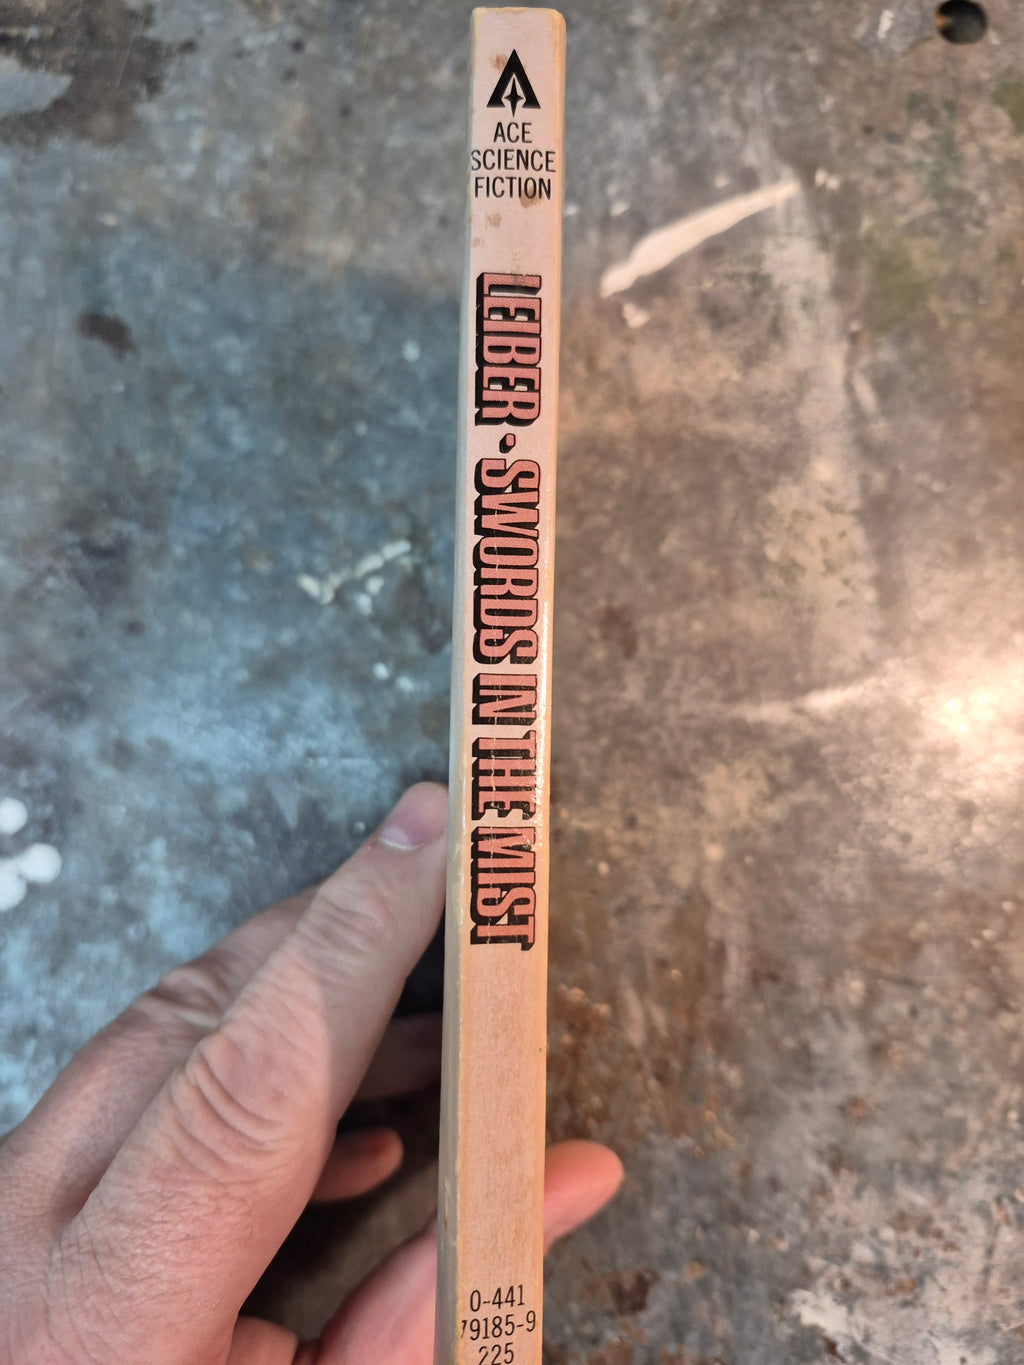 ACE
SCIENCE
FICTION
LEIBER • SWORDS IN THE MIST
0-441
79185-9
225